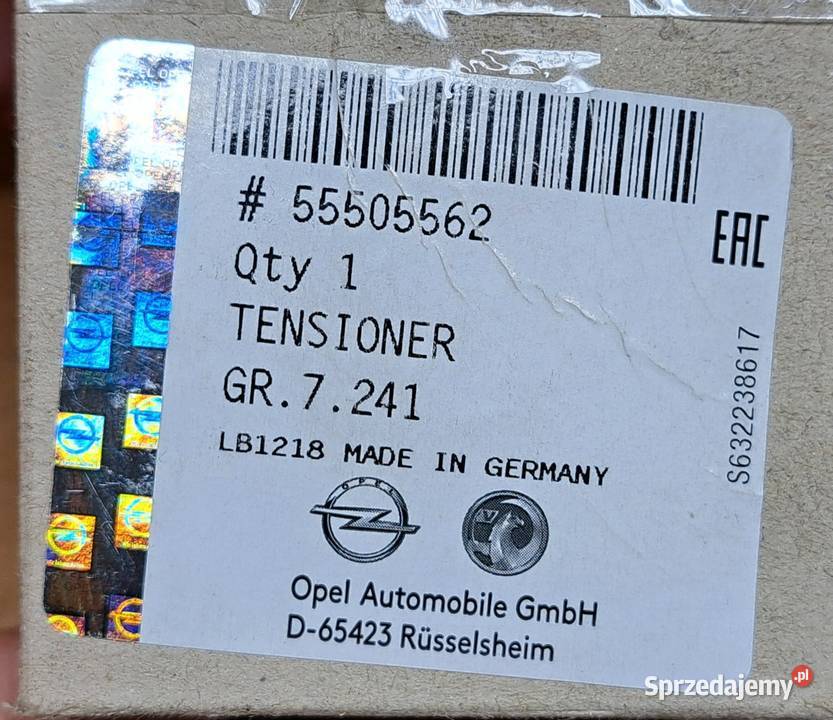 # 55505562
Qty 1
TENSIONER
GR.7.241
LB1218 MADE IN GERMANY
EAC
S632238617
OPEL
V
Opel Automobile GmbH
D-65423 Rüsselsheim
Sprzedajemy.pl